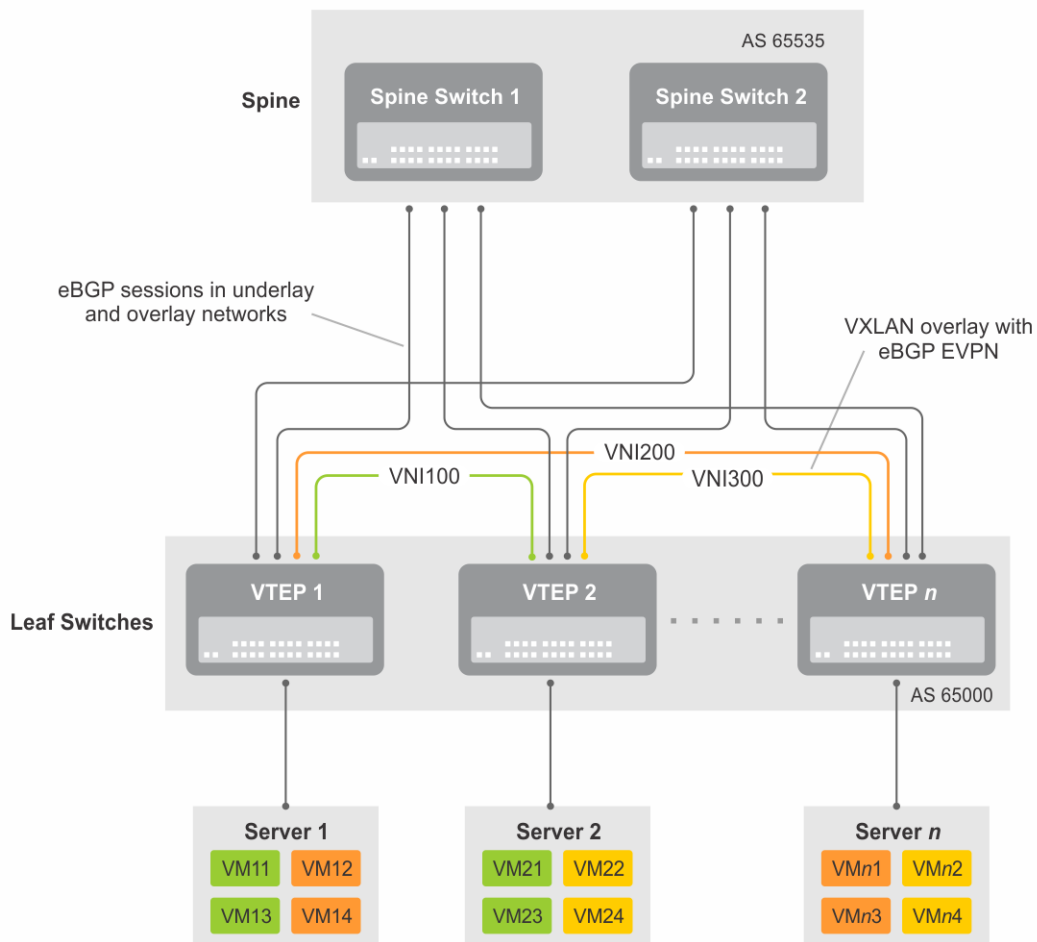 AS 65535
Spine
Spine Switch 1
Spine Switch 2
eBGP sessions in underlay
and overlay networks
VXLAN overlay with
eBGP EVPN
VNI200
VNI100
VNI300
Leaf Switches
VTEP 1
VTEP 2
VTEP n
AS 65000
Server 1
Server 2
Server n
VM11
VM12
VM21
VM22
VMn1
VMn2
VM13
VM14
VM23
VM24
VMn3
VMn4